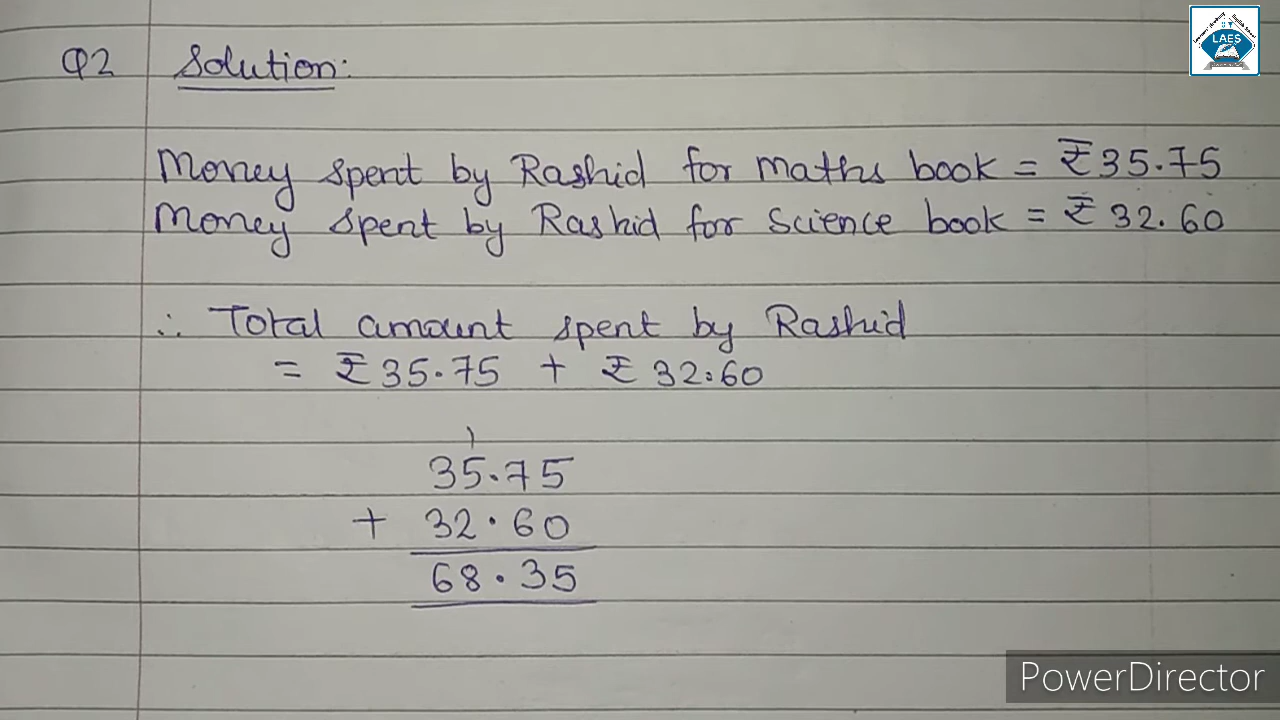 LAES
Q2 Solution:
Money spent by Rashid for maths book = ₹35.75
Money spent by Rashid for Science book = ₹ 32.60
∴ Total amount spent by Rashid
= ₹35.75 + ₹ 32.60
1
35.75
+ 32.60
68.35
PowerDirector